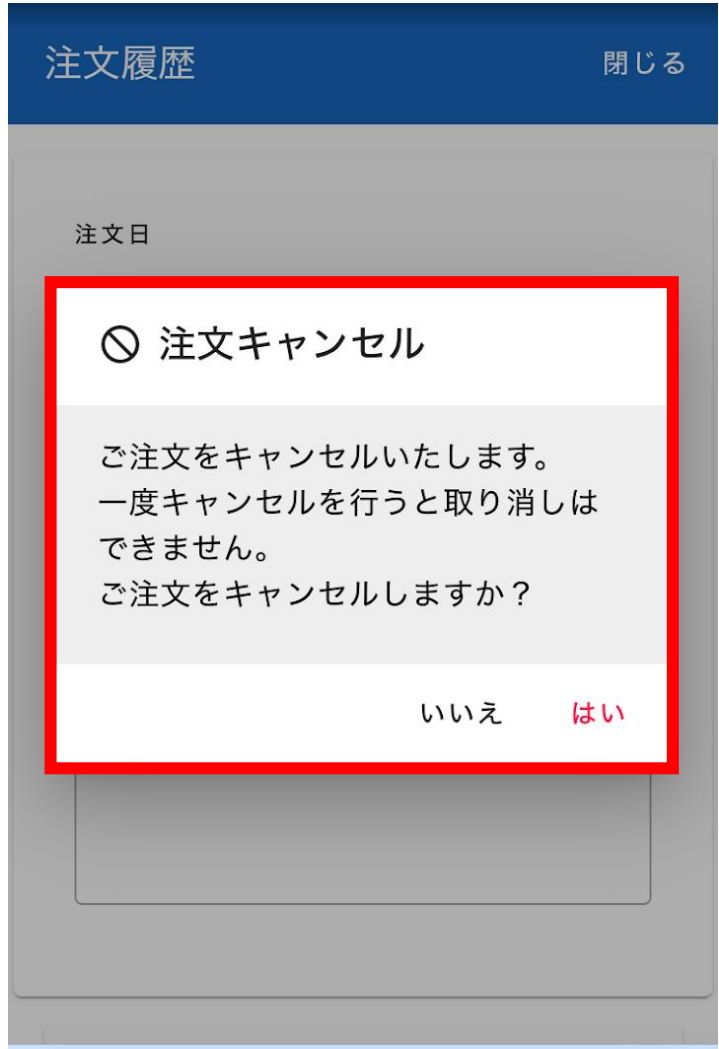 注文履歴 閉じる
注文日
注文キャンセル
ご注文をキャンセルいたします。
一度キャンセルを行うと取り消しは
できません。
ご注文をキャンセルしますか？
いいえ はい